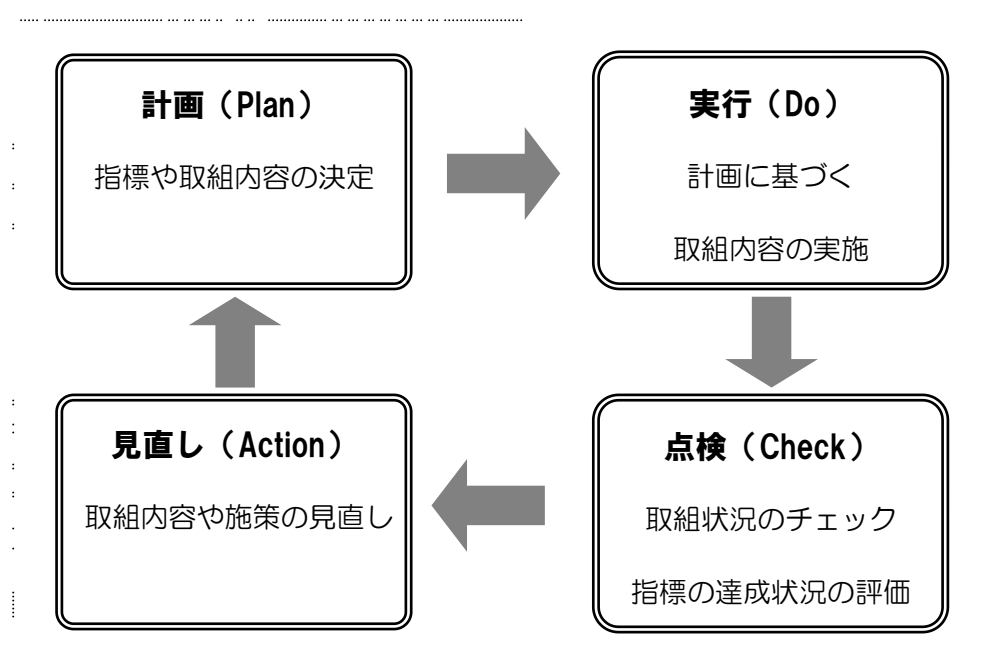 計画（Plan）
指標や取組内容の決定
実行（Do）
計画に基づく
取組内容の実施
見直し（Action）
取組内容や施策の見直し
点検（Check）
取組状況のチェック
指標の達成状況の評価